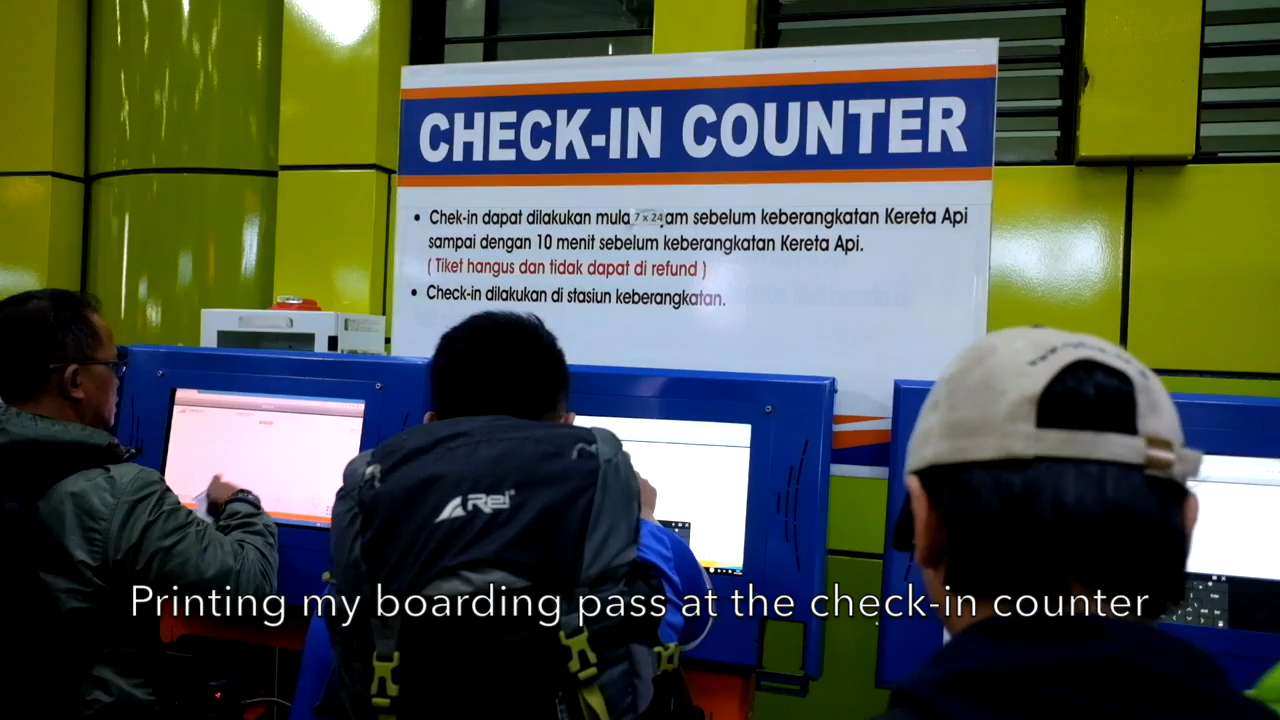 CHECK-IN COUNTER
• Chek-in dapat dilakukan mula 7 x 24 jam sebelum keberangkatan Kereta Api
sampai dengan 10 menit sebelum keberangkatan Kereta Api.
( Tiket hangus dan tidak dapat di refund )
• Check-in dilakukan di stasiun keberangkatan.
Rei
Printing my boarding pass at the check-in counter